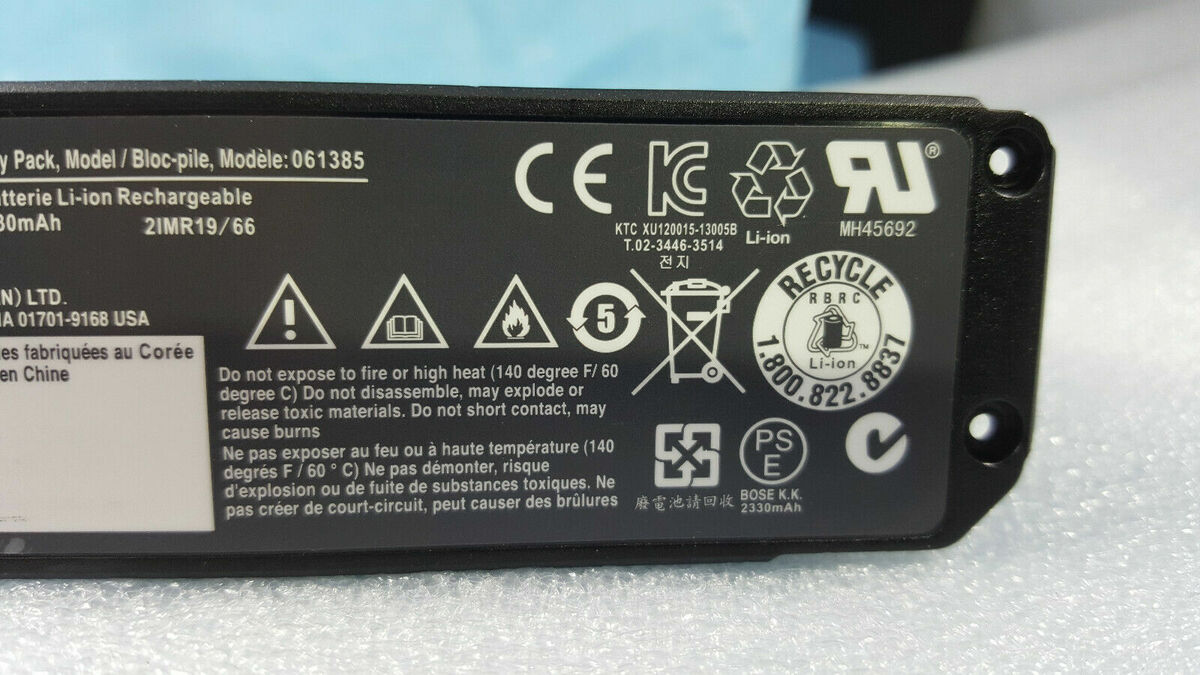 y Pack, Model / Bloc-pile, Modèle: 061385
atterie Li-ion Rechargeable
30mAh 2IMR19/66
N) LTD.
MA 01701-9168 USA
es fabriquées au Corée
en Chine
CE
KC
KTC XU120015-13005B
T.02-3446-3514
전지
Li-ion
RU®
MH45692
5
RECYCLE
RBRC
Li-ion
TM
1.800.822.8837
Do not expose to fire or high heat (140 degree F/ 60
degree C) Do not disassemble, may explode or
release toxic materials. Do not short contact, may
cause burns
Ne pas exposer au feu ou à haute température (140
degrés F / 60 ° C) Ne pas démonter, risque
d'explosion ou de fuite de substances toxiques. Ne
pas créer de court-circuit, peut causer des brûlures
廢電池請回收
PS
E
BOSE K.K.
2330mAh